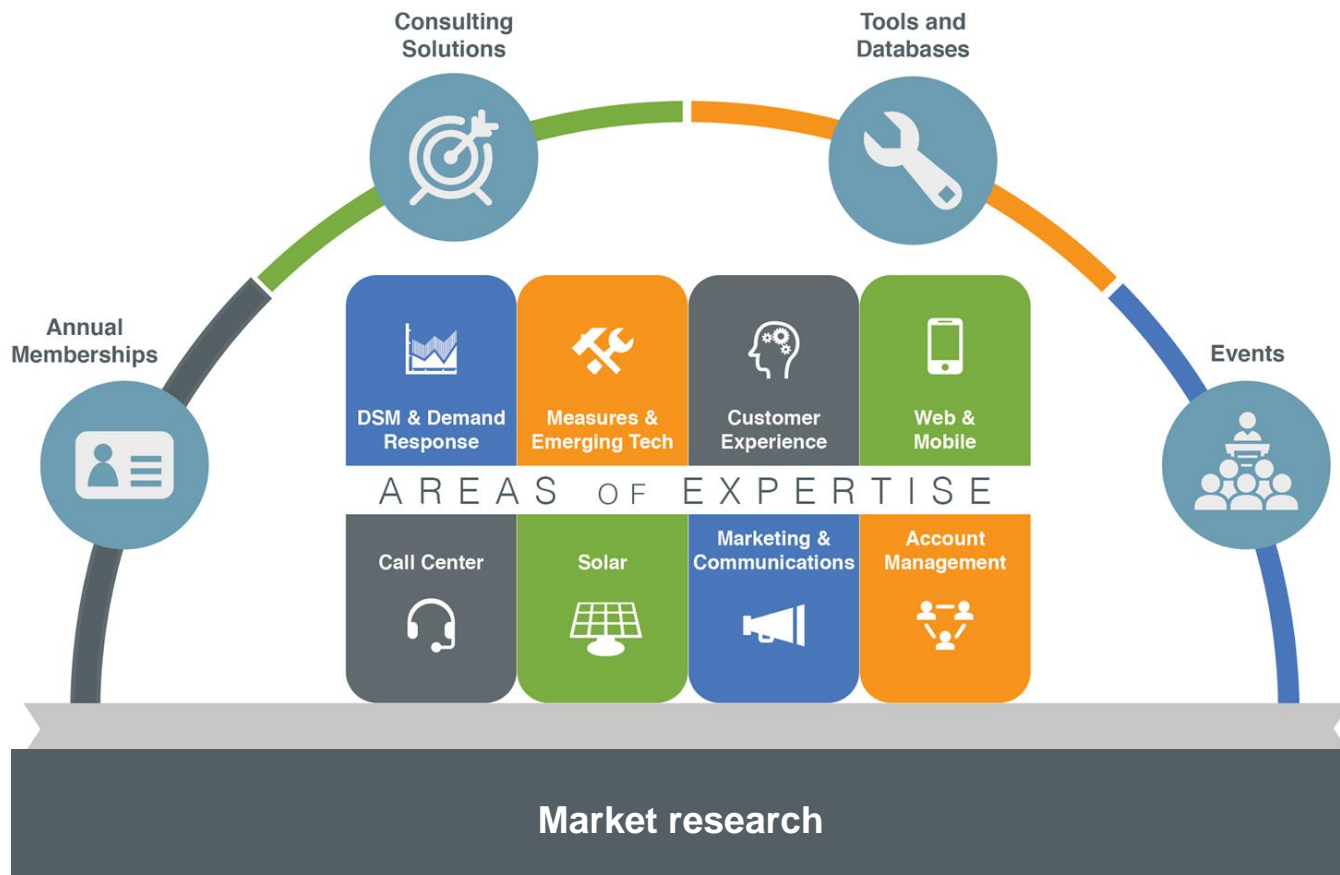 Consulting
Solutions
Tools and
Databases
Annual
Memberships
Events
DSM & Demand
Response
Measures &
Emerging Tech
Customer
Experience
Web &
Mobile
AREAS OF EXPERTISE
Call Center
Solar
Marketing &
Communications
Account
Management
Market research